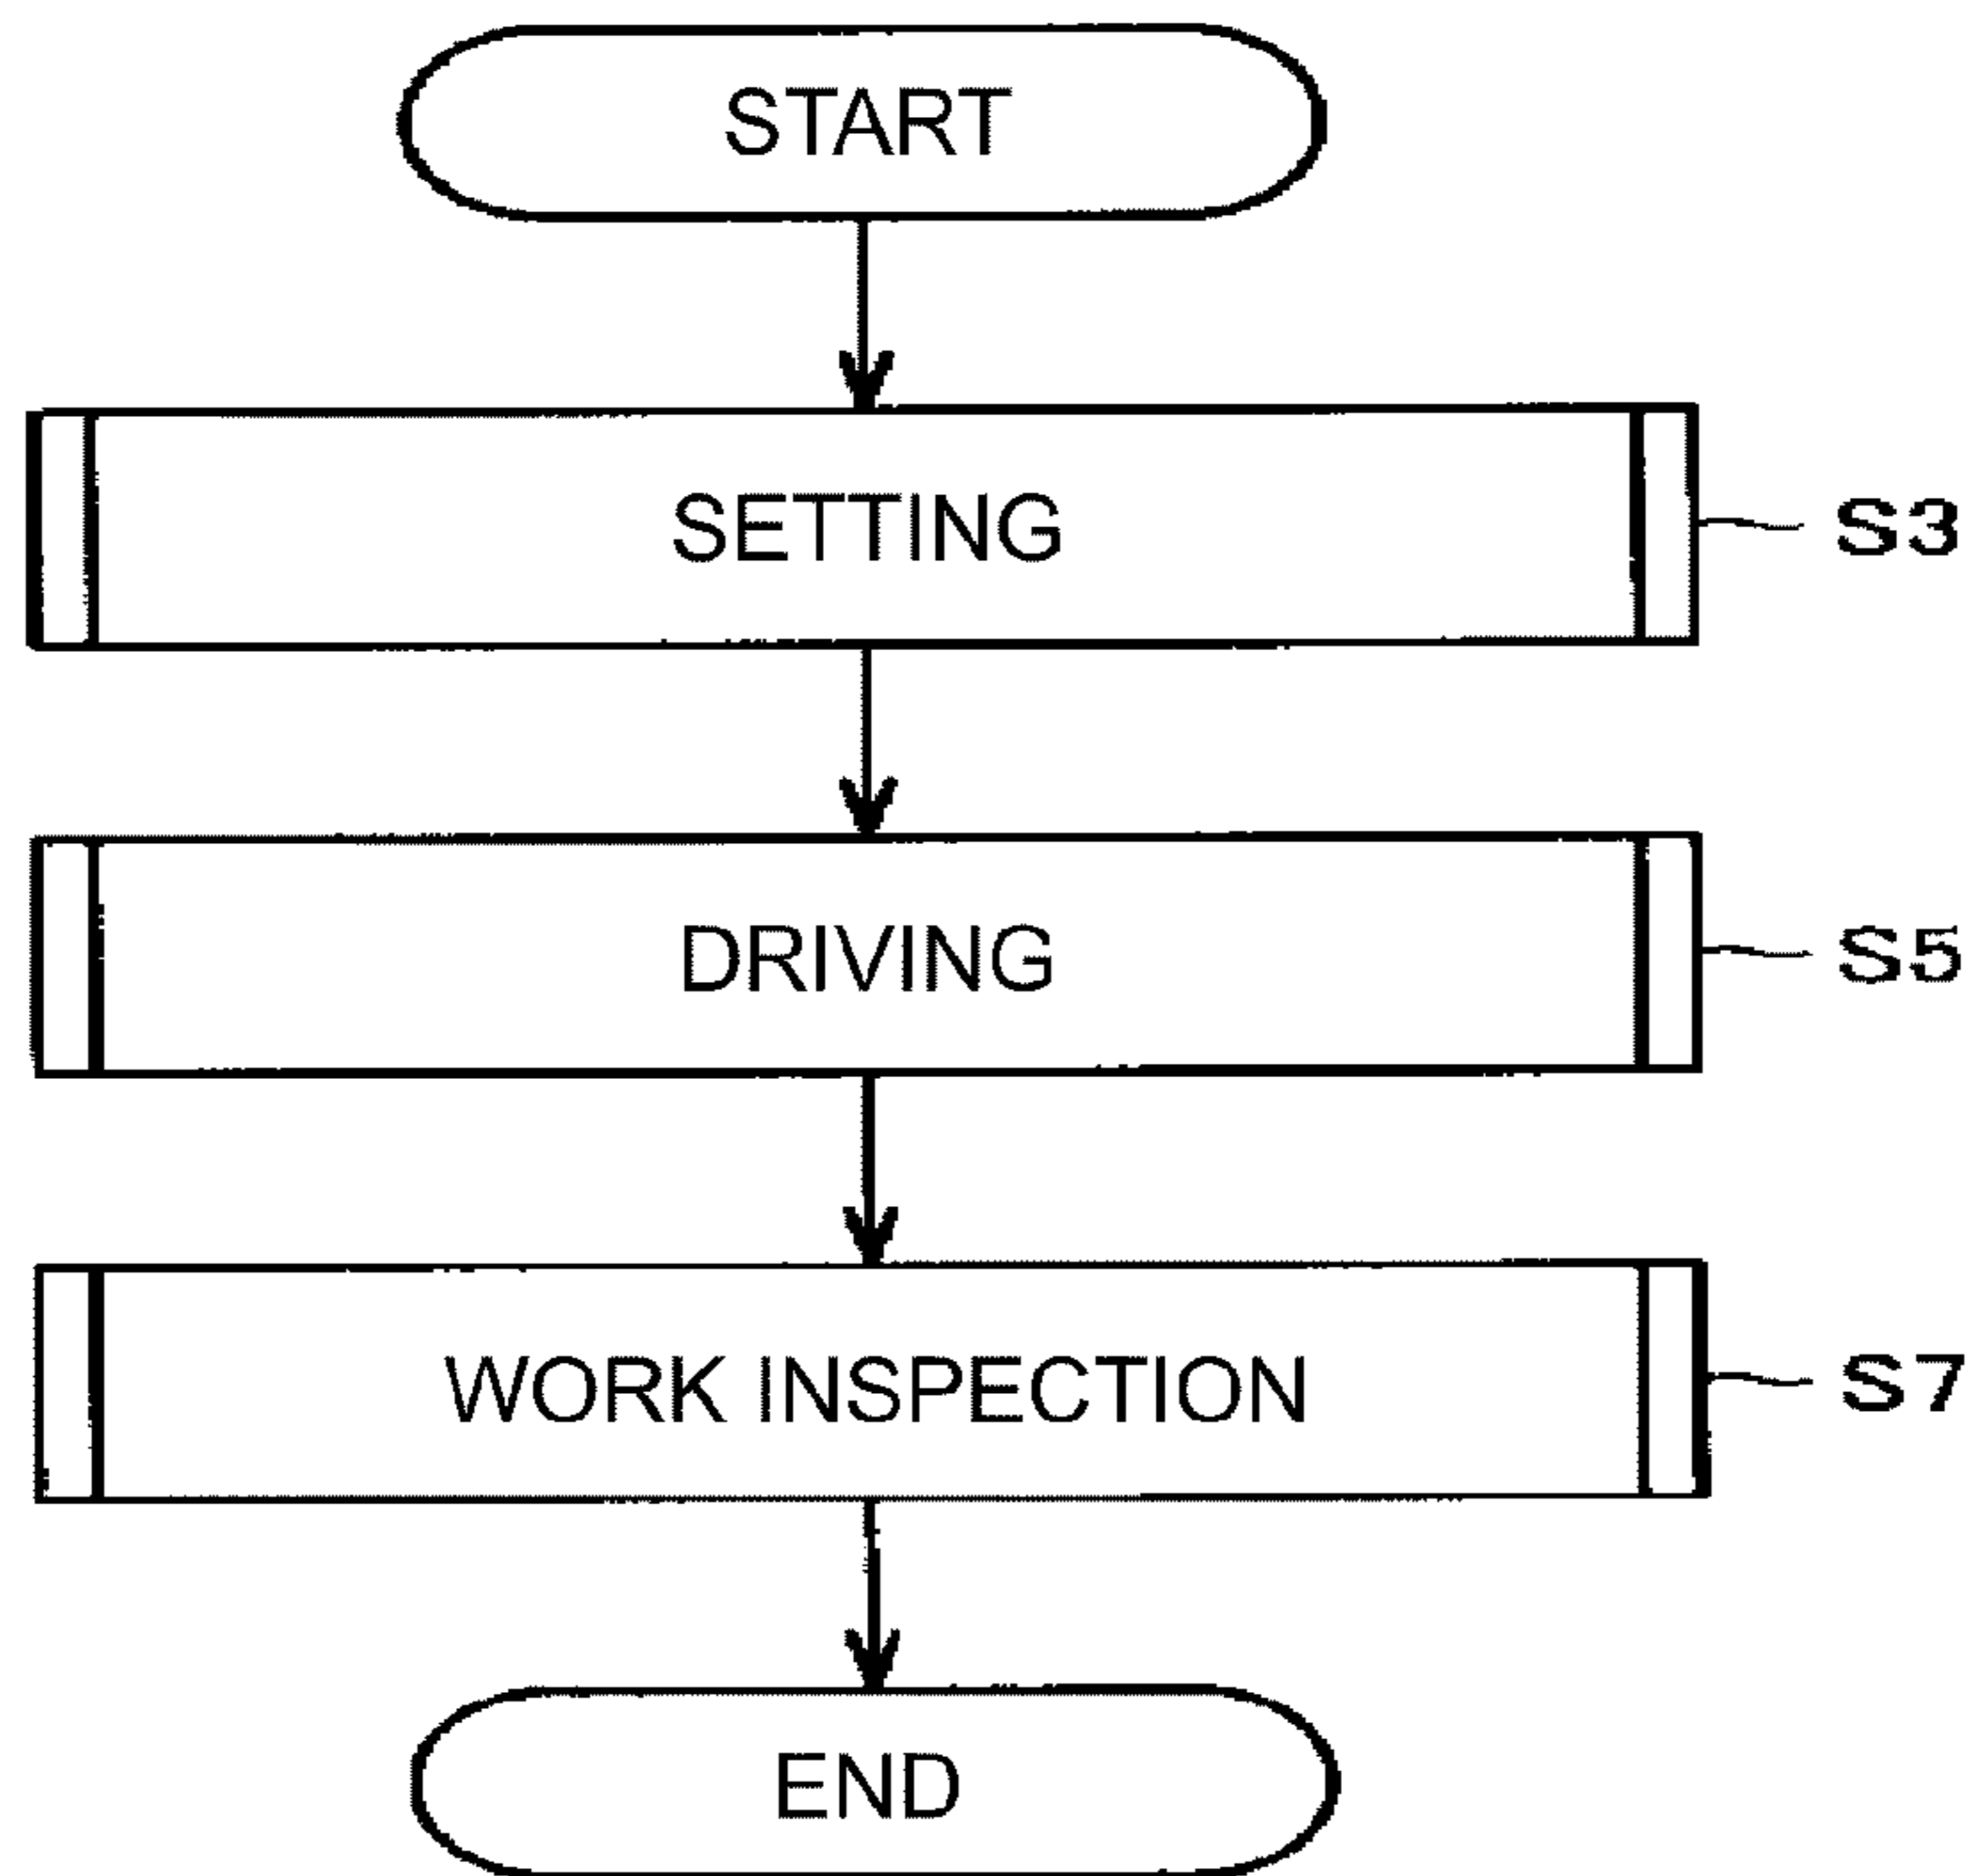 START
SETTING S3
DRIVING S5
WORK INSPECTION S7
END